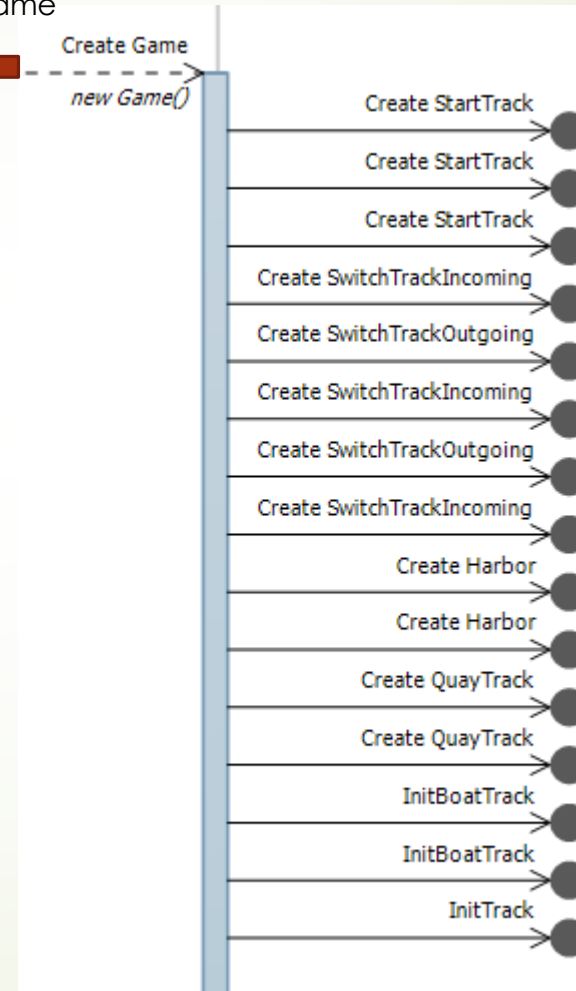 ame
Create Game
new Game()
Create StartTrack
Create StartTrack
Create StartTrack
Create SwitchTrackIncoming
Create SwitchTrackOutgoing
Create SwitchTrackIncoming
Create SwitchTrackOutgoing
Create SwitchTrackIncoming
Create Harbor
Create Harbor
Create QuayTrack
Create QuayTrack
InitBoatTrack
InitBoatTrack
InitTrack